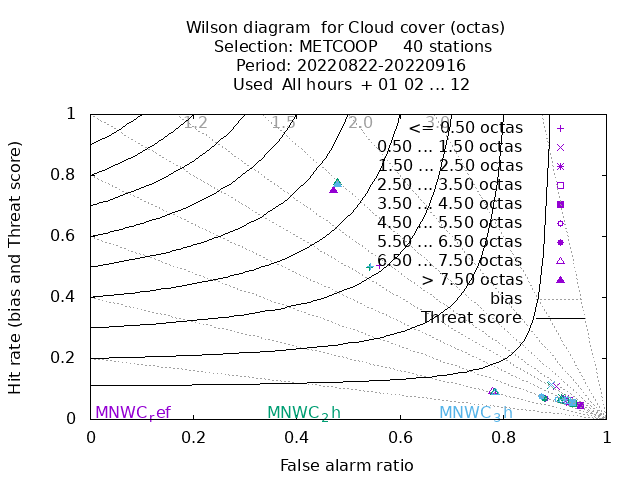 Wilson diagram  for Cloud cover (octas)
Selection: METCOOP     40 stations
Period: 20220822-20220916
Used  All hours  + 01 02 ... 12
Hit rate (bias and Threat score)
1
0.8
0.6
0.4
0.2
0
1.2
1.5
2.0
3.0
<= 0.50 octas
0.50 ... 1.50 octas
1.50 ... 2.50 octas
2.50 ... 3.50 octas
3.50 ... 4.50 octas
4.50 ... 5.50 octas
5.50 ... 6.50 octas
6.50 ... 7.50 octas
> 7.50 octas
bias
Threat score
MNWCref
MNWC2h
MNWC3h
0
0.2
0.4
0.6
0.8
1
False alarm ratio